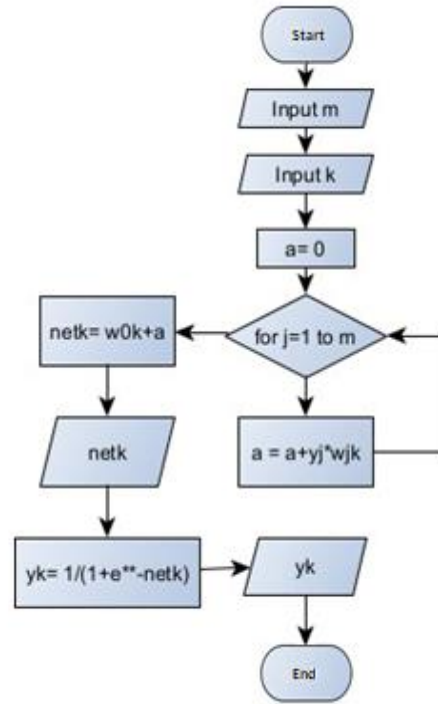 Start
Input m
Input k
a= 0
for j=1 to m
netk= w0k+a
a = a+yj*wjk
netk
yk= 1/(1+e**-netk)
yk
End